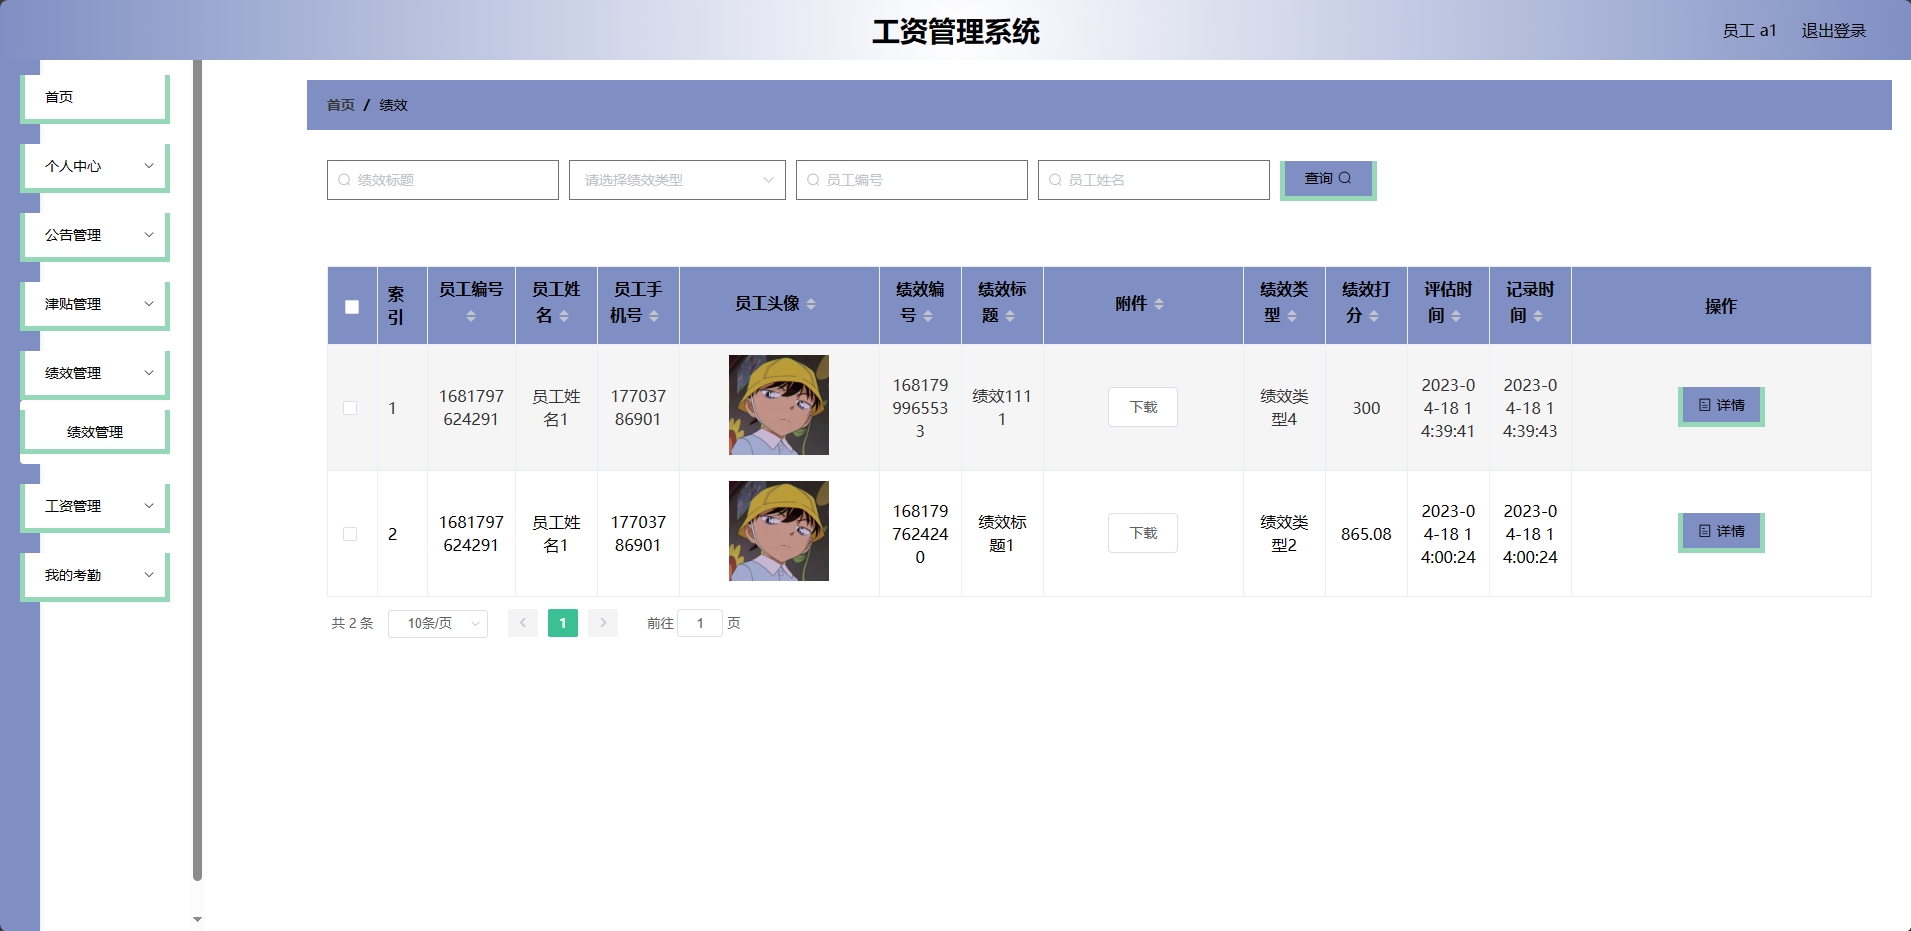 工资管理系统
员工 a1 退出登录
首页
个人中心
公告管理
津贴管理
绩效管理
绩效管理
工资管理
我的考勤
首页 / 绩效
绩效标题 请选择绩效类型 员工编号 员工姓名 查询
索引 员工编号 员工姓名 员工手机号 员工头像 绩效编号 绩效标题 附件 绩效类型 绩效打分 评估时间 记录时间 操作
1 1681797624291 员工姓名1 17703786901 1681799965533 绩效1111 下载 绩效类型4 300 2023-04-18 14:39:41 2023-04-18 14:39:43 详情
2 1681797624291 员工姓名1 17703786901 1681797624240 绩效标题1 下载 绩效类型2 865.08 2023-04-18 14:00:24 2023-04-18 14:00:24 详情
共 2 条 10条/页 1 前往 1 页